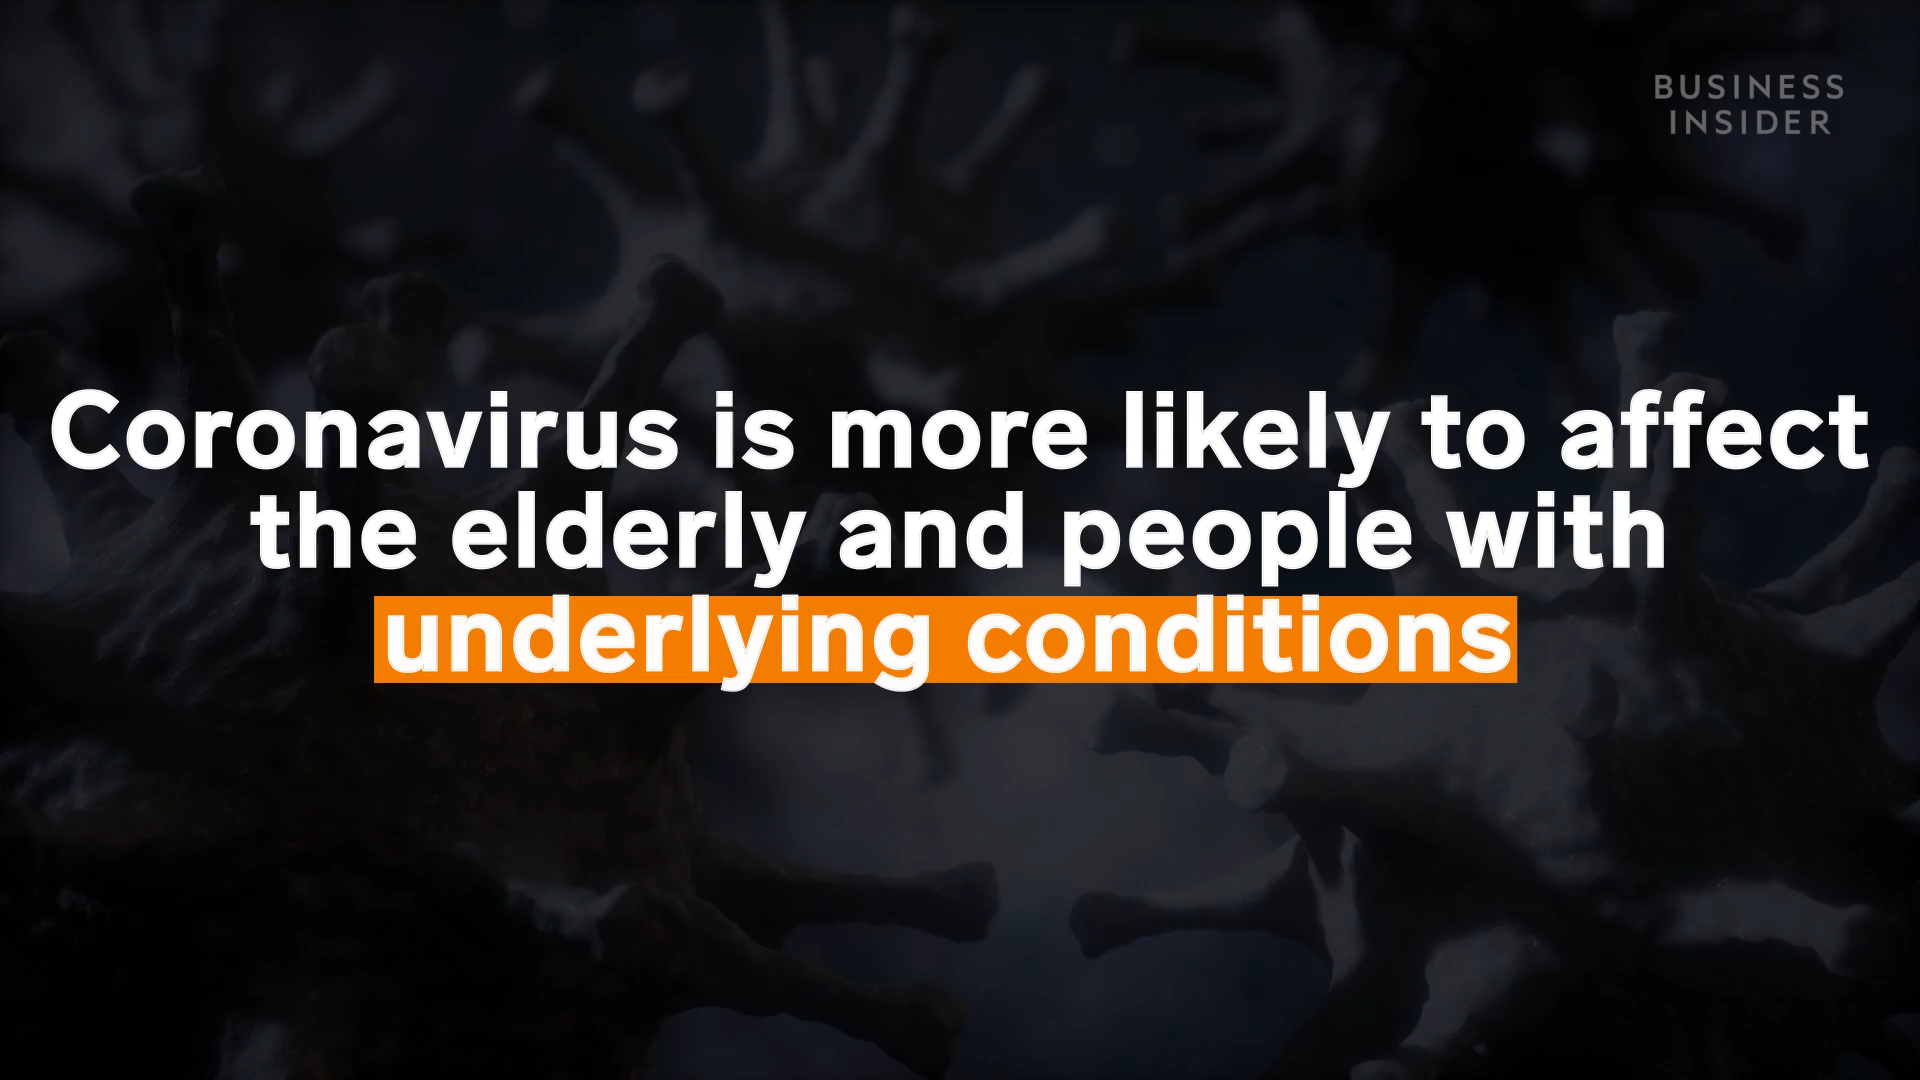 BUSINESS
INSIDER
Coronavirus is more likely to affect
the elderly and people with
underlying conditions